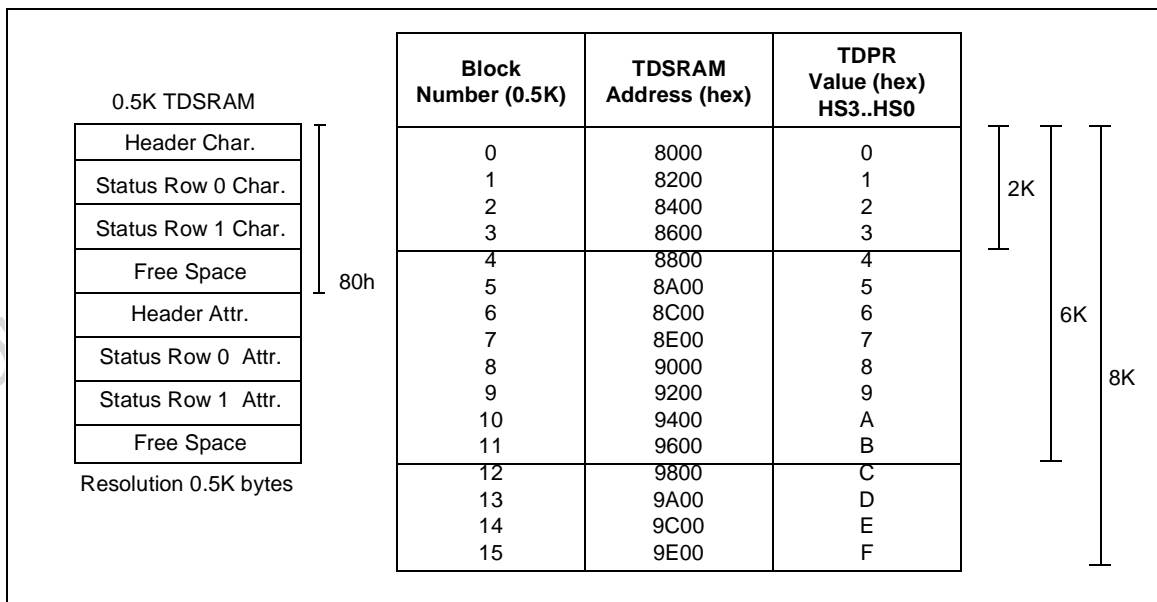 0.5K TDSRAM
Header Char.
Status Row 0 Char.
Status Row 1 Char.
Free Space
80h
Header Attr.
Status Row 0 Attr.
Status Row 1 Attr.
Free Space
Resolution 0.5K bytes
Block Number (0.5K) TDSRAM Address (hex) TDPR Value (hex) HS3..HS0
0 8000 0
1 8200 1
2 8400 2
3 8600 3
4 8800 4
5 8A00 5
6 8C00 6
7 8E00 7
8 9000 8
9 9200 9
10 9400 A
11 9600 B
12 9800 C
13 9A00 D
14 9C00 E
15 9E00 F
2K
6K
8K